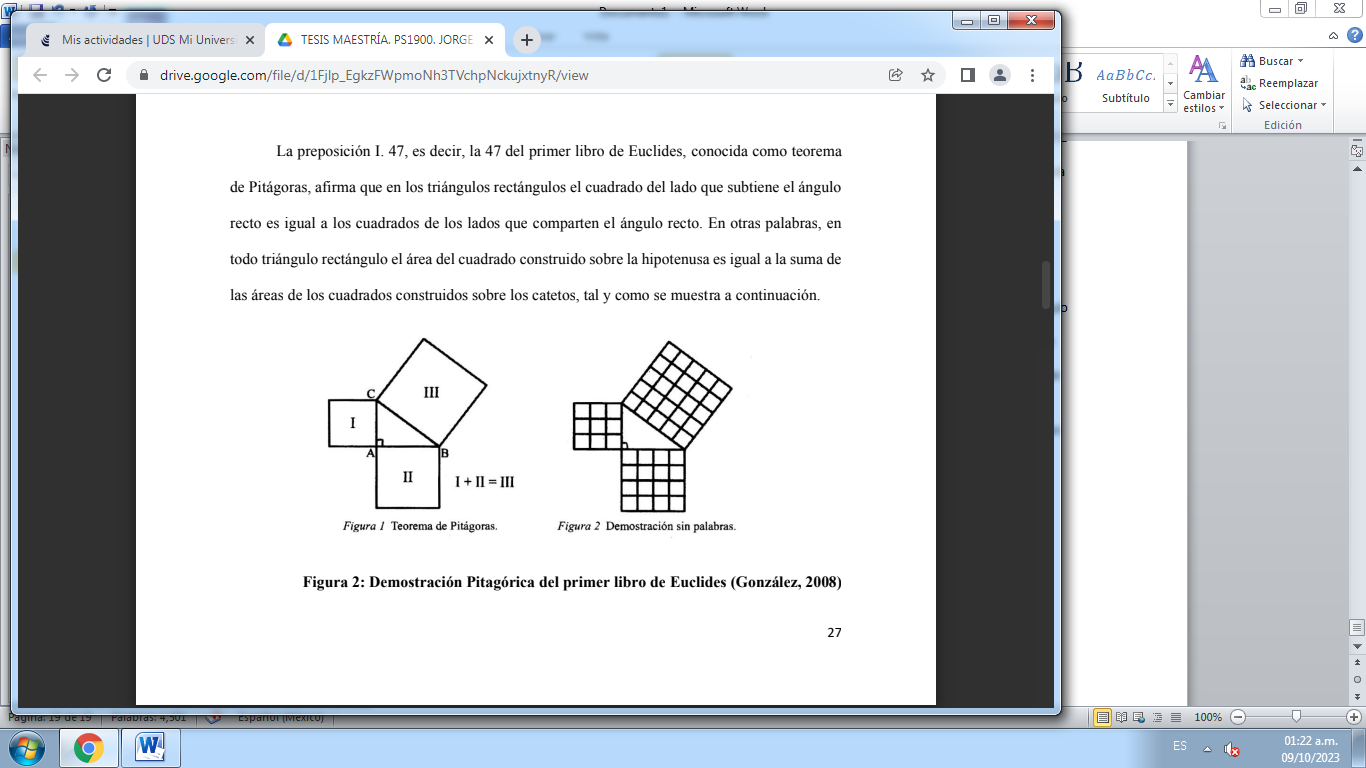 Documento1 - Microsoft Word
Mis actividades | UDS Mi Univers
TESIS MAESTRÍA. PS1900. JORGE
drive.google.com/file/d/1FjIp_EgkzFWpmoNh3TVchpNckujxtnyR/view
AaBbCc.
Subtítulo
Cambiar
estilos
Buscar
Reemplazar
Seleccionar
Edición
La preposición I. 47, es decir, la 47 del primer libro de Euclides, conocida como teorema
de Pitágoras, afirma que en los triángulos rectángulos el cuadrado del lado que subtiene el ángulo
recto es igual a los cuadrados de los lados que comparten el ángulo recto. En otras palabras, en
todo triángulo rectángulo el área del cuadrado construido sobre la hipotenusa es igual a la suma de
las áreas de los cuadrados construidos sobre los catetos, tal y como se muestra a continuación.
C
III
I
A
B
II
I + II = III
Figura 1 Teorema de Pitágoras.
Figura 2 Demostración sin palabras.
Figura 2: Demostración Pitagórica del primer libro de Euclides (González, 2008)
27
Página: 19 de 19
Palabras: 4,501
Español (México)
100%
ES
01:22 a.m.
09/10/2023